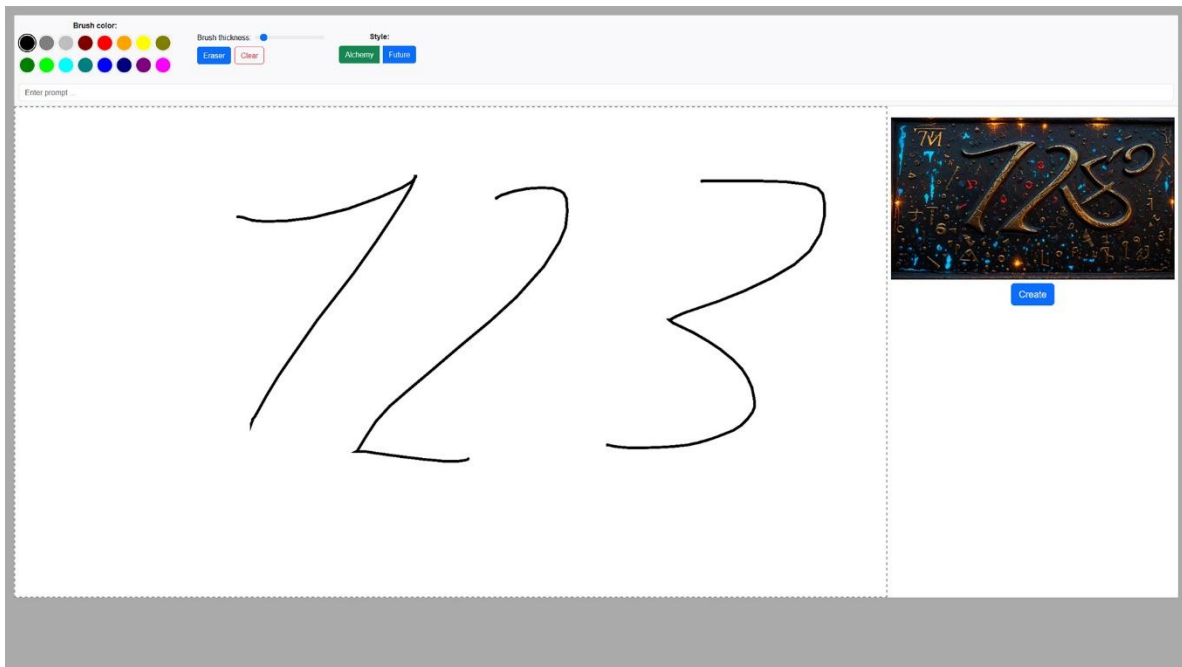 Brush color:
Brush thickness:
Style:
Eraser Clear
Alchemy Future
Enter prompt ...
123
Create